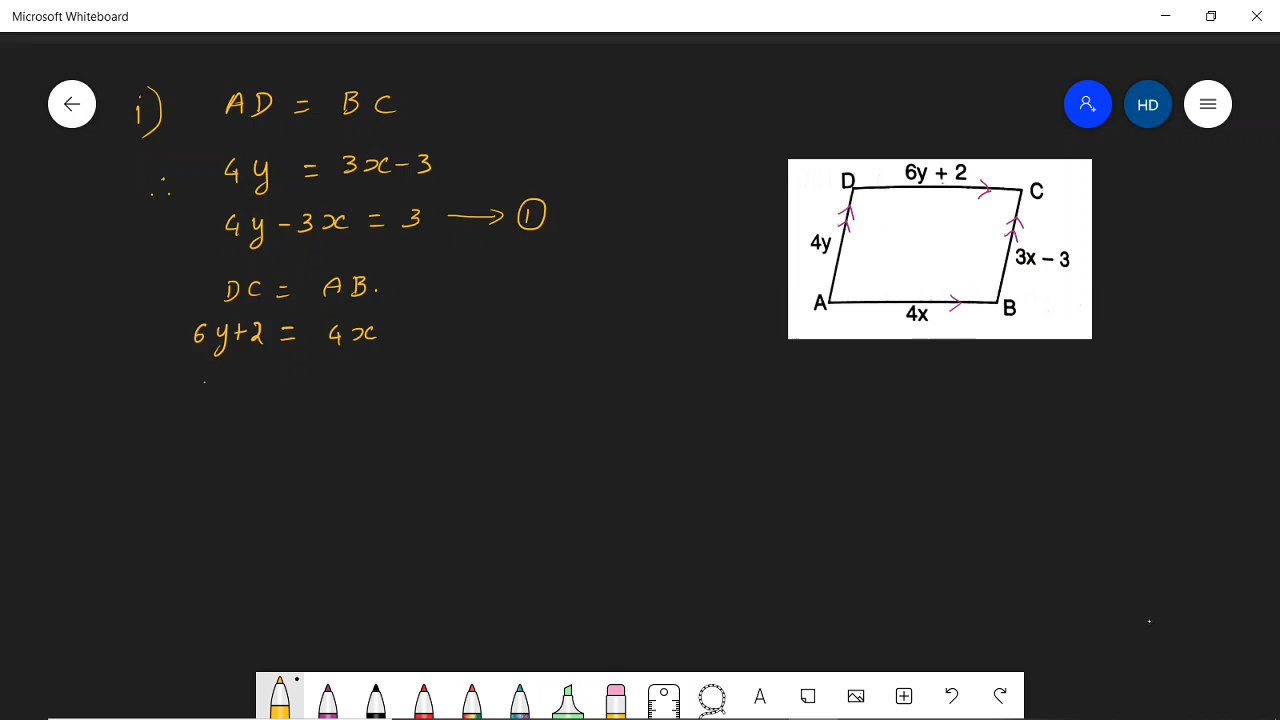 Microsoft Whiteboard
i) AD = BC
∴ 4y = 3x - 3
4y - 3x = 3 → ①
DC = AB.
6y+2 = 4x
HD
D 6y + 2 C
4y 3x - 3
A 4x B
A